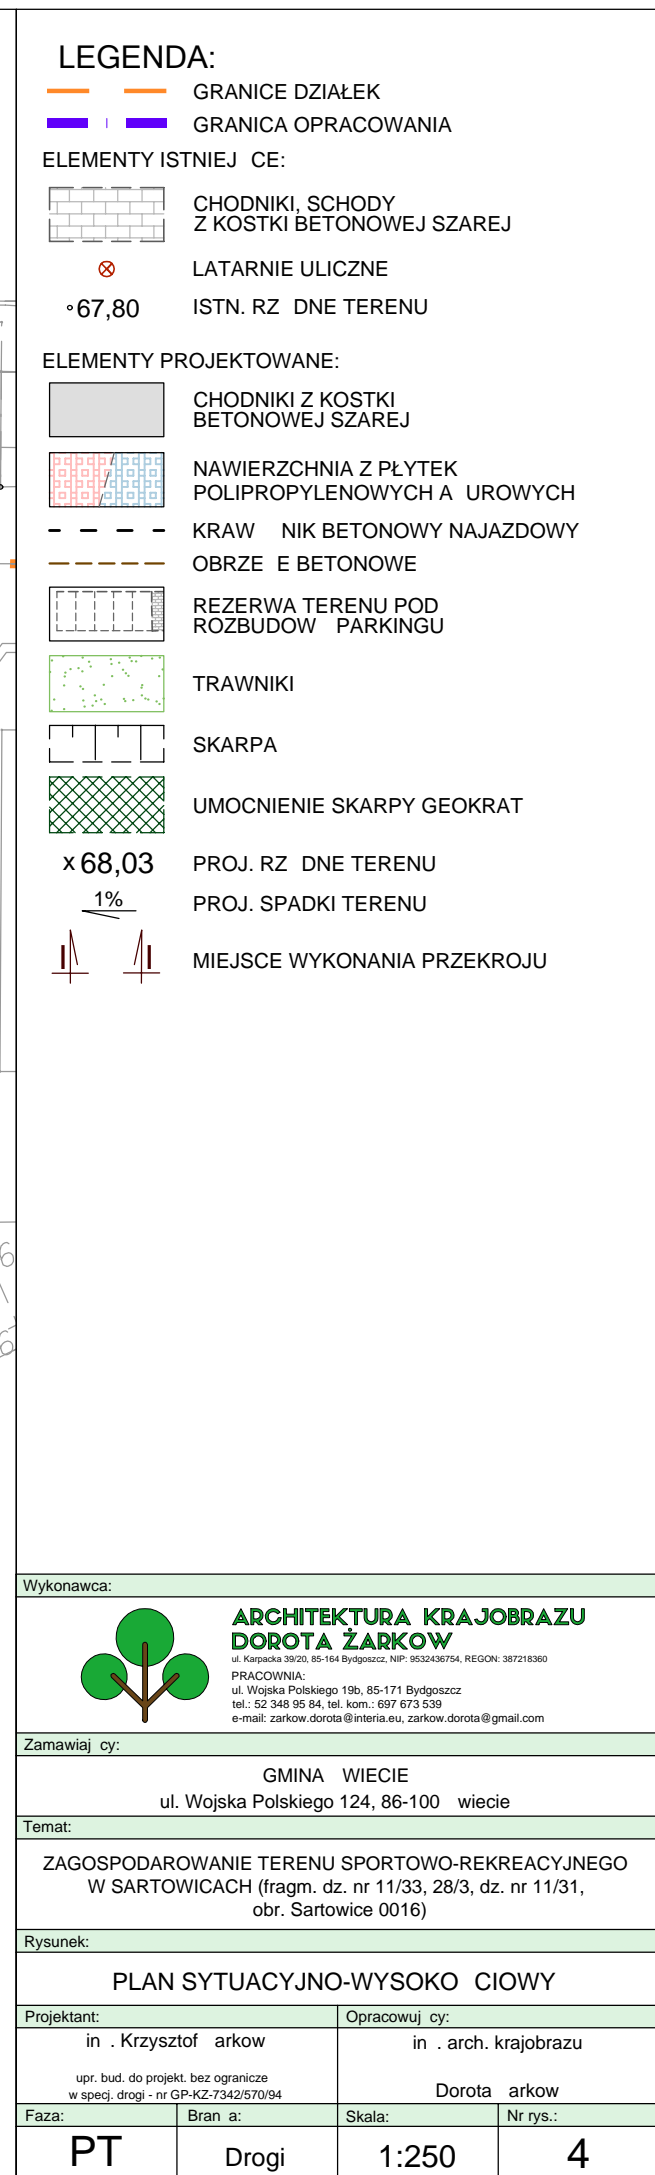 LEGENDA:
GRANICE DZIAŁEK
GRANICA OPRACOWANIA
ELEMENTY ISTNIEJ CE:
CHODNIKI, SCHODY
Z KOSTKI BETONOWEJ SZAREJ
LATARNIE ULICZNE
67,80 ISTN. RZ DNE TERENU
ELEMENTY PROJEKTOWANE:
CHODNIKI Z KOSTKI
BETONOWEJ SZAREJ
NAWIERZCHNIA Z PŁYTEK
POLIPROPYLENOWYCH A UROWYCH
KRAW NIK BETONOWY NAJAZDOWY
OBRZE E BETONOWE
REZERWA TERENU POD
ROZBUDOW PARKINGU
TRAWNIKI
SKARPA
UMOCNIENIE SKARPY GEOKRAT
x 68,03 PROJ. RZ DNE TERENU
1% PROJ. SPADKI TERENU
MIEJSCE WYKONANIA PRZEKROJU
Wykonawca:
ARCHITEKTURA KRAJOBRAZU
DOROTA ŻARKOW
ul. Karpacka 39/20, 85-164 Bydgoszcz, NIP: 9532436754, REGON: 387218360
PRACOWNIA:
ul. Wojska Polskiego 19b, 85-171 Bydgoszcz
tel.: 52 348 95 84, tel. kom.: 697 673 539
e-mail: zarkow.dorota@interia.eu, zarkow.dorota@gmail.com
Zamawiaj cy:
GMINA WIECIE
ul. Wojska Polskiego 124, 86-100 wiecie
Temat:
ZAGOSPODAROWANIE TERENU SPORTOWO-REKREACYJNEGO
W SARTOWICACH (fragm. dz. nr 11/33, 28/3, dz. nr 11/31,
obr. Sartowice 0016)
Rysunek:
PLAN SYTUACYJNO-WYSOKO CIOWY
Projektant: Opracowuj cy:
in . Krzysztof arkow in . arch. krajobrazu
upr. bud. do projekt. bez ogranicze
w specj. drogi - nr GP-KZ-7342/570/94 Dorota arkow
Faza: Bran a: Skala: Nr rys.:
PT Drogi 1:250 4